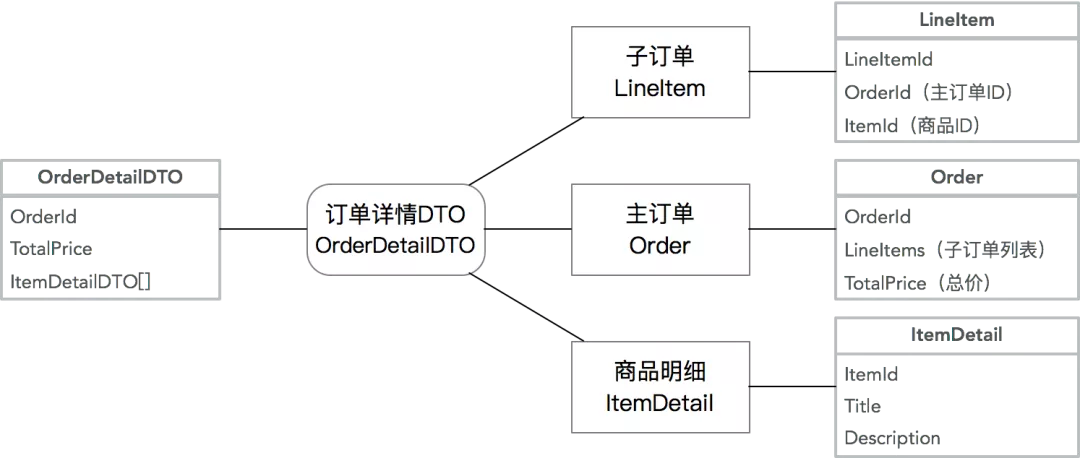 OrderDetailDTO
OrderId
TotalPrice
ItemDetailDTO[]
订单详情DTO
OrderDetailDTO
子订单
LineItem
主订单
Order
商品明细
ItemDetail
LineItem
LineItemId
OrderId（主订单ID）
ItemId（商品ID）
Order
OrderId
LineItems（子订单列表）
TotalPrice（总价）
ItemDetail
ItemId
Title
Description